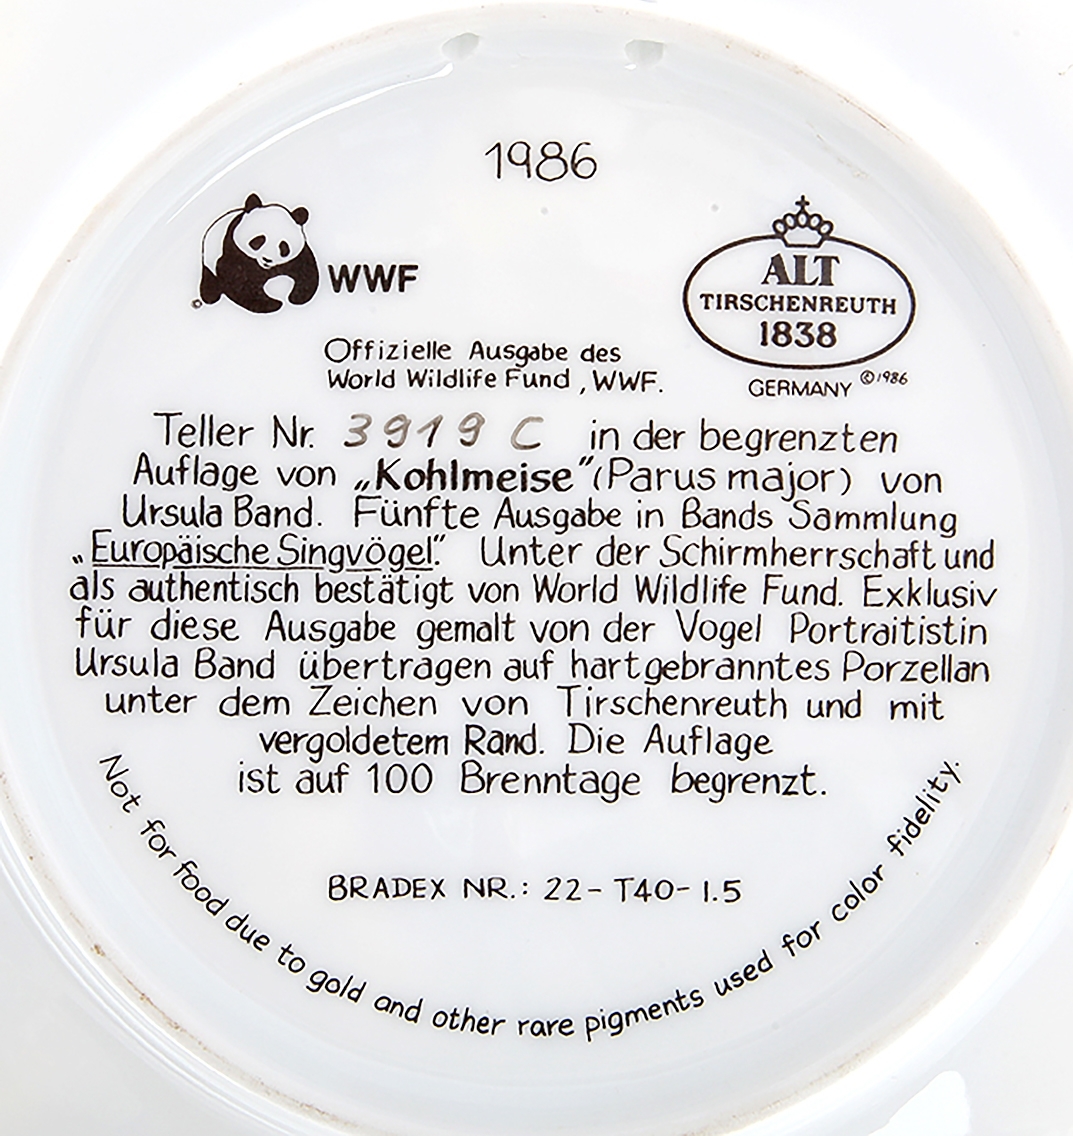 1986
WWF
©
ALT
TIRSCHENREUTH
1838
GERMANY © 1986
Offizielle Ausgabe des
World Wildlife Fund, WWF.
Teller Nr. 3919 C in der begrenzten
Auflage von „Kohlmeise” (Parus major) von
Ursula Band. Fünfte Ausgabe in Bands Sammlung
„Europäische Singvögel”. Unter der Schirmherrschaft und
als authentisch bestätigt von World Wildlife Fund. Exklusiv
für diese Ausgabe gemalt von der Vogel Portraitistin
Ursula Band übertragen auf hartgebranntes Porzellan
unter dem Zeichen von Tirschenreuth und mit
vergoldetem Rand. Die Auflage
ist auf 100 Brenntage begrenzt.
BRADEX NR.: 22-T40-1.5
Not for food due to gold and other rare pigments used for color fidelity.